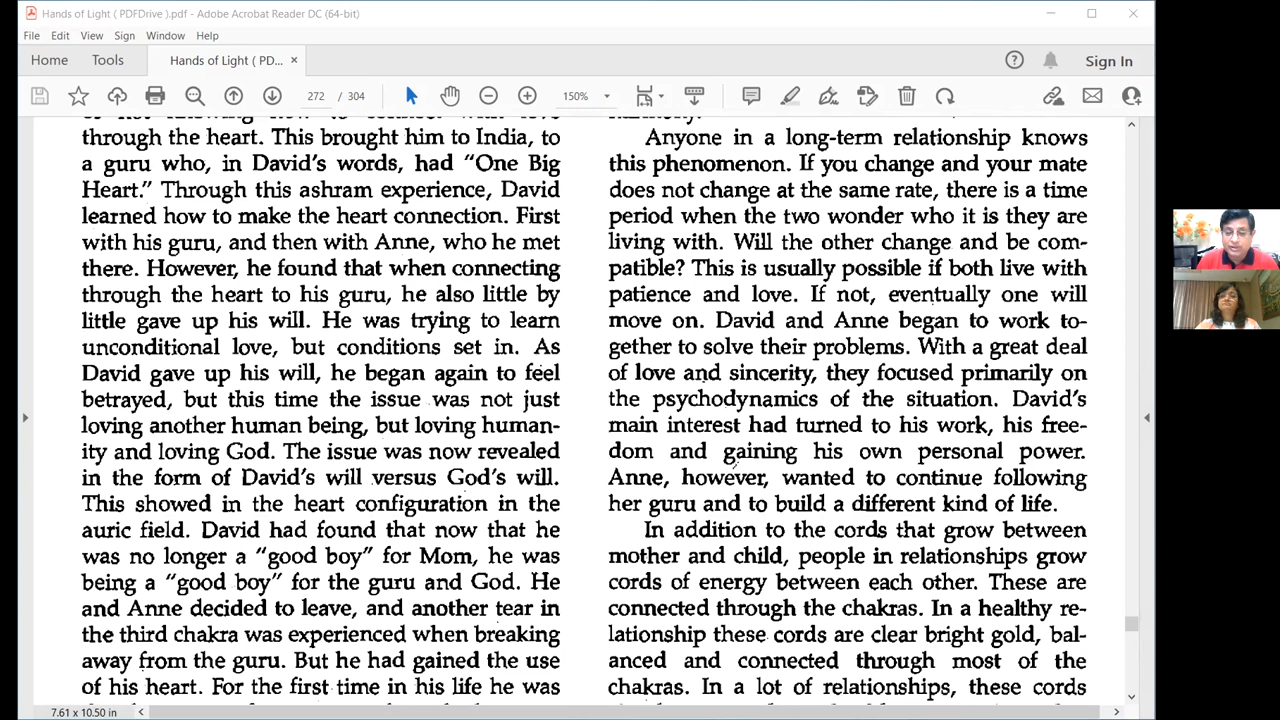 Hands of Light ( PDFDrive ).pdf - Adobe Acrobat Reader DC (64-bit)
File Edit View Sign Window Help
Home Tools Hands of Light ( PD... × Sign In
272 / 304 150%
through the heart. This brought him to India, to
a guru who, in David's words, had "One Big
Heart." Through this ashram experience, David
learned how to make the heart connection. First
with his guru, and then with Anne, who he met
there. However, he found that when connecting
through the heart to his guru, he also little by
little gave up his will. He was trying to learn
unconditional love, but conditions set in. As
David gave up his will, he began again to feel
betrayed, but this time the issue was not just
loving another human being, but loving human-
ity and loving God. The issue was now revealed
in the form of David's will versus God's will.
This showed in the heart configuration in the
auric field. David had found that now that he
was no longer a "good boy" for Mom, he was
being a "good boy" for the guru and God. He
and Anne decided to leave, and another tear in
the third chakra was experienced when breaking
away from the guru. But he had gained the use
of his heart. For the first time in his life he was
Anyone in a long-term relationship knows
this phenomenon. If you change and your mate
does not change at the same rate, there is a time
period when the two wonder who it is they are
living with. Will the other change and be com-
patible? This is usually possible if both live with
patience and love. If not, eventually one will
move on. David and Anne began to work to-
gether to solve their problems. With a great deal
of love and sincerity, they focused primarily on
the psychodynamics of the situation. David's
main interest had turned to his work, his free-
dom and gaining his own personal power.
Anne, however, wanted to continue following
her guru and to build a different kind of life.
In addition to the cords that grow between
mother and child, people in relationships grow
cords of energy between each other. These are
connected through the chakras. In a healthy re-
lationship these cords are clear bright gold, bal-
anced and connected through most of the
chakras. In a lot of relationships, these cords
7.61 x 10.50 in